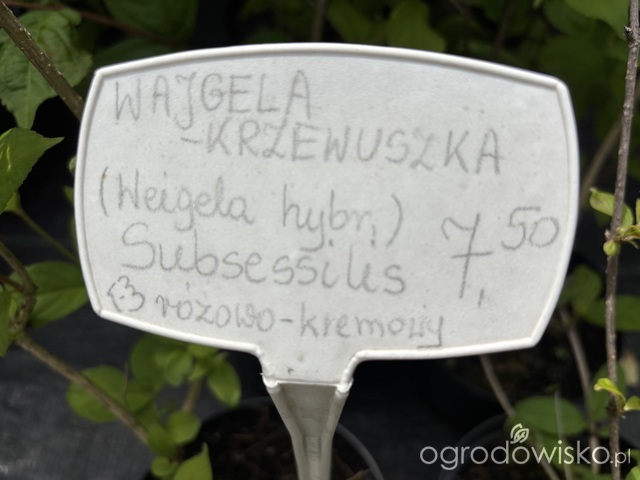 WAJGELA
-KRZEWUSZKA
(Weigela hybr.)
Subsessilis 7,50
różowo-kremowy
ogrodowisko.pl